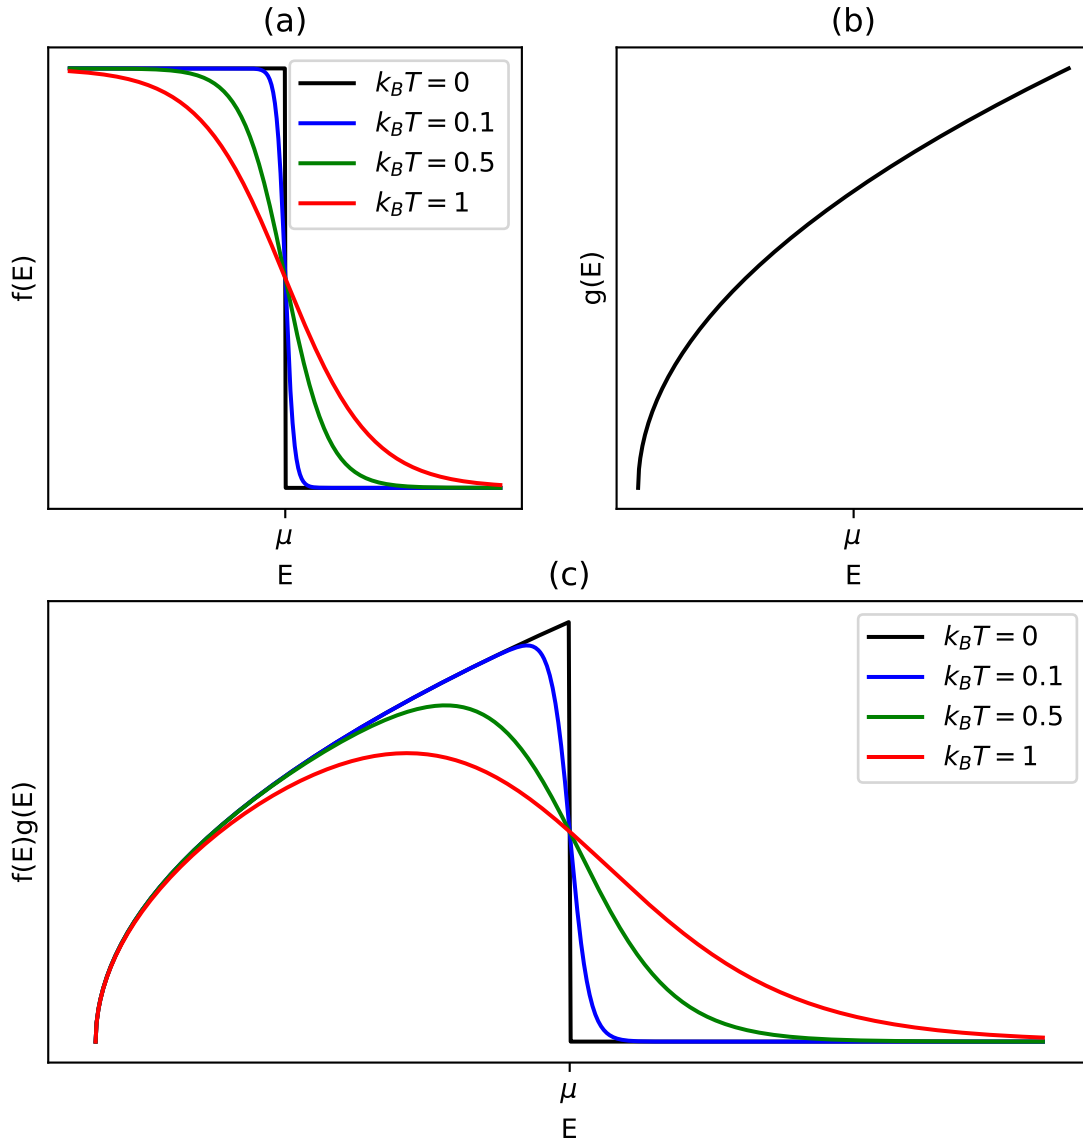 (a)
k_BT = 0
k_BT = 0.1
k_BT = 0.5
k_BT = 1
f(E)
μ
E
(b)
g(E)
μ
E
(c)
k_BT = 0
k_BT = 0.1
k_BT = 0.5
k_BT = 1
f(E)g(E)
μ
E